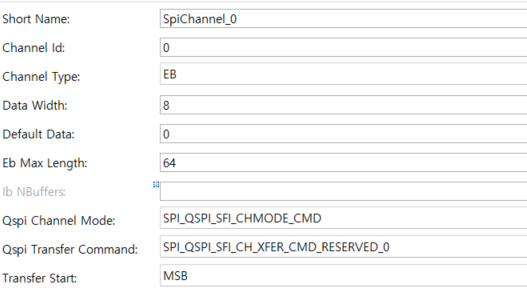 Short Name: SpiChannel_0
Channel Id: 0
Channel Type: EB
Data Width: 8
Default Data: 0
Eb Max Length: 64
Ib NBuffers:
Qspi Channel Mode: SPI_QSPI_SFI_CHMODE_CMD
Qspi Transfer Command: SPI_QSPI_SFI_CH_XFER_CMD_RESERVED_0
Transfer Start: MSB